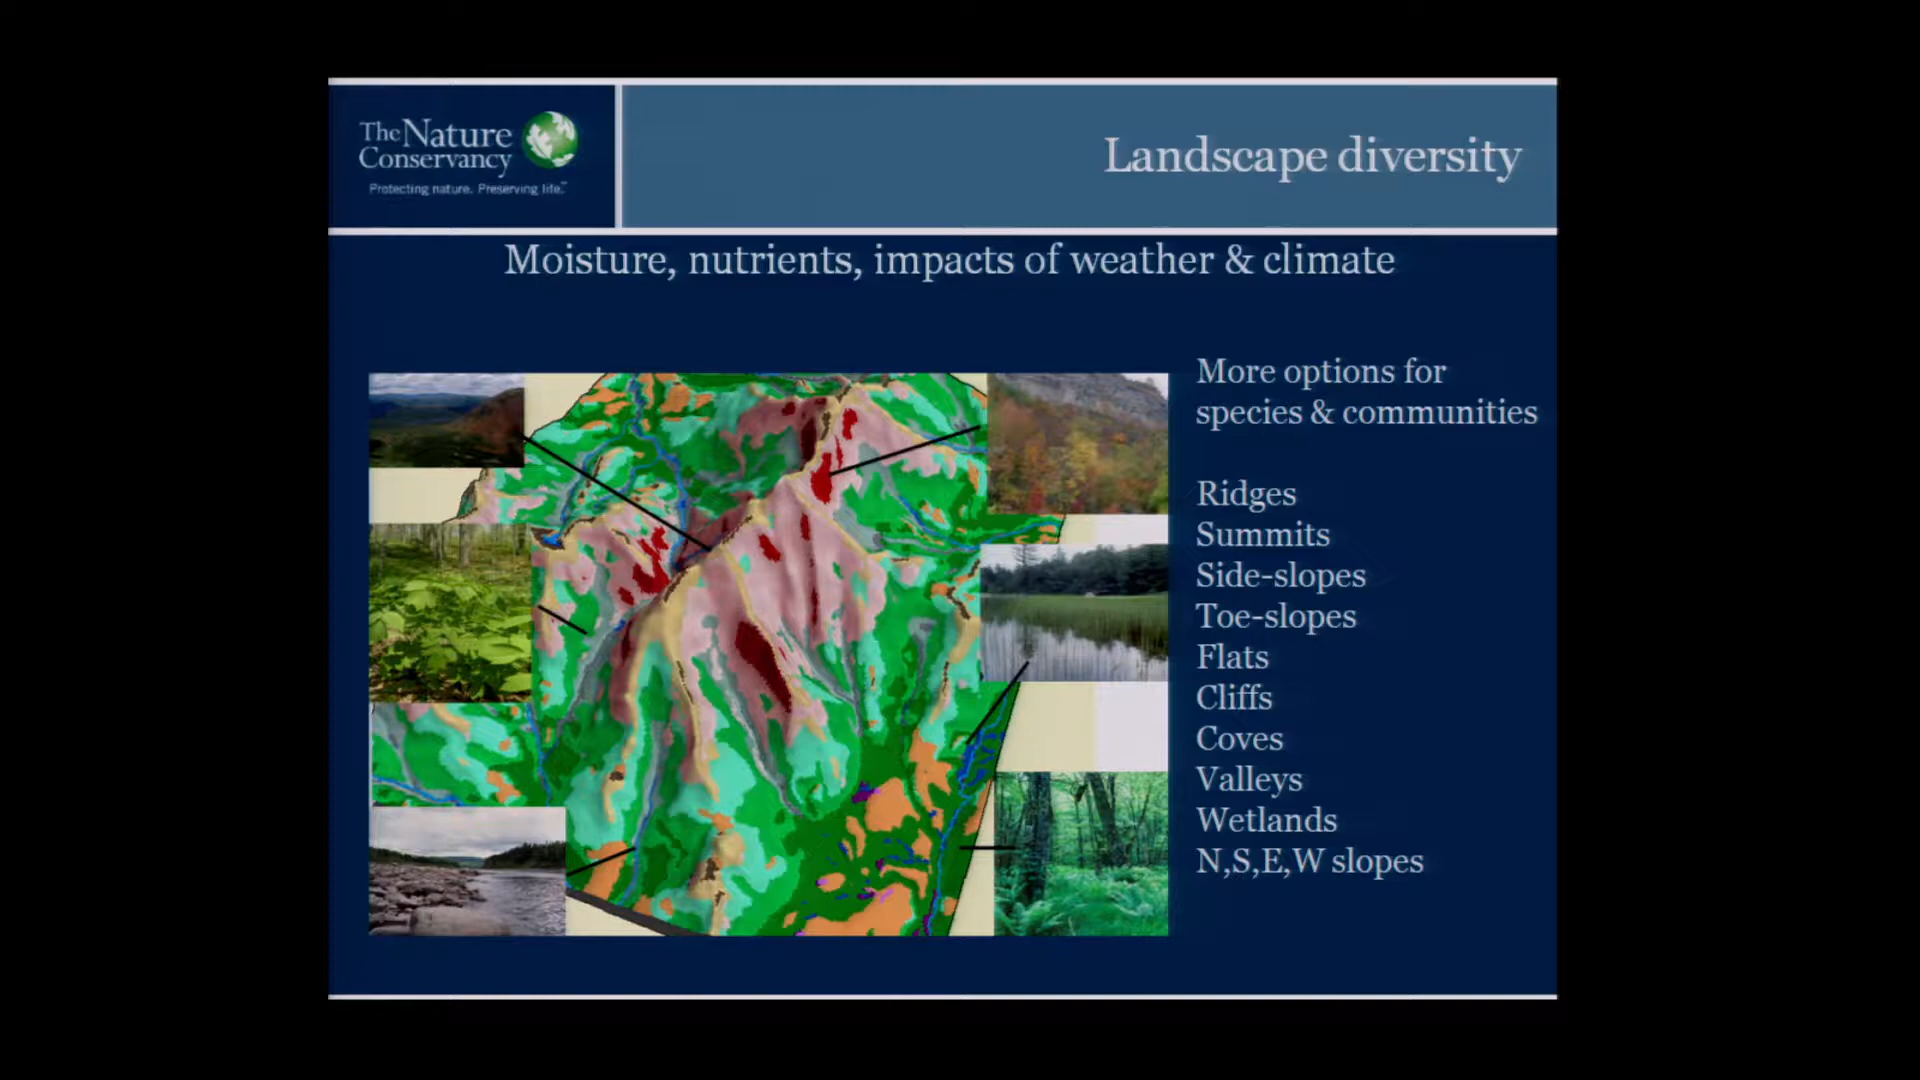 The Nature
Conservancy
Protecting nature. Preserving life.™
Landscape diversity
Moisture, nutrients, impacts of weather & climate
More options for
species & communities
Ridges
Summits
Side-slopes
Toe-slopes
Flats
Cliffs
Coves
Valleys
Wetlands
N,S,E,W slopes